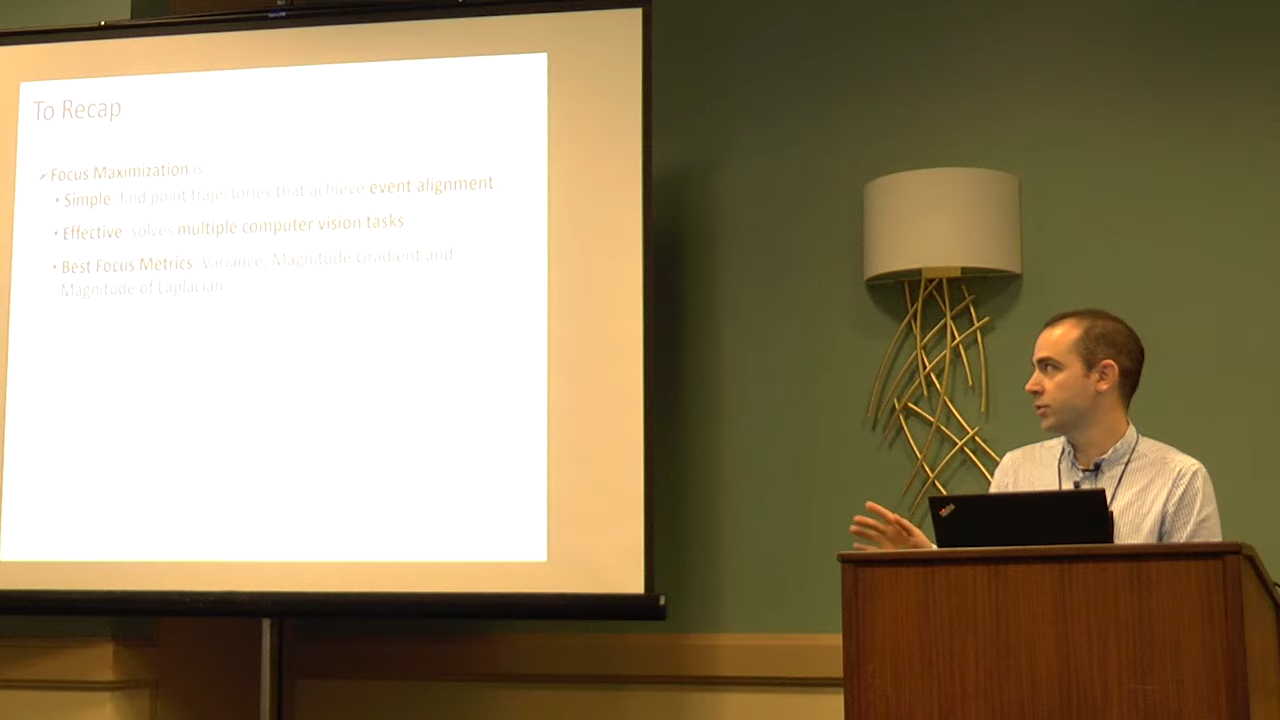 To Recap
Focus Maximization is
• Simple find point trajectories that achieve event alignment
• Effective solves multiple computer vision tasks
• Best Focus Metrics Variance, Magnitude Gradient and
Magnitude of Laplacian